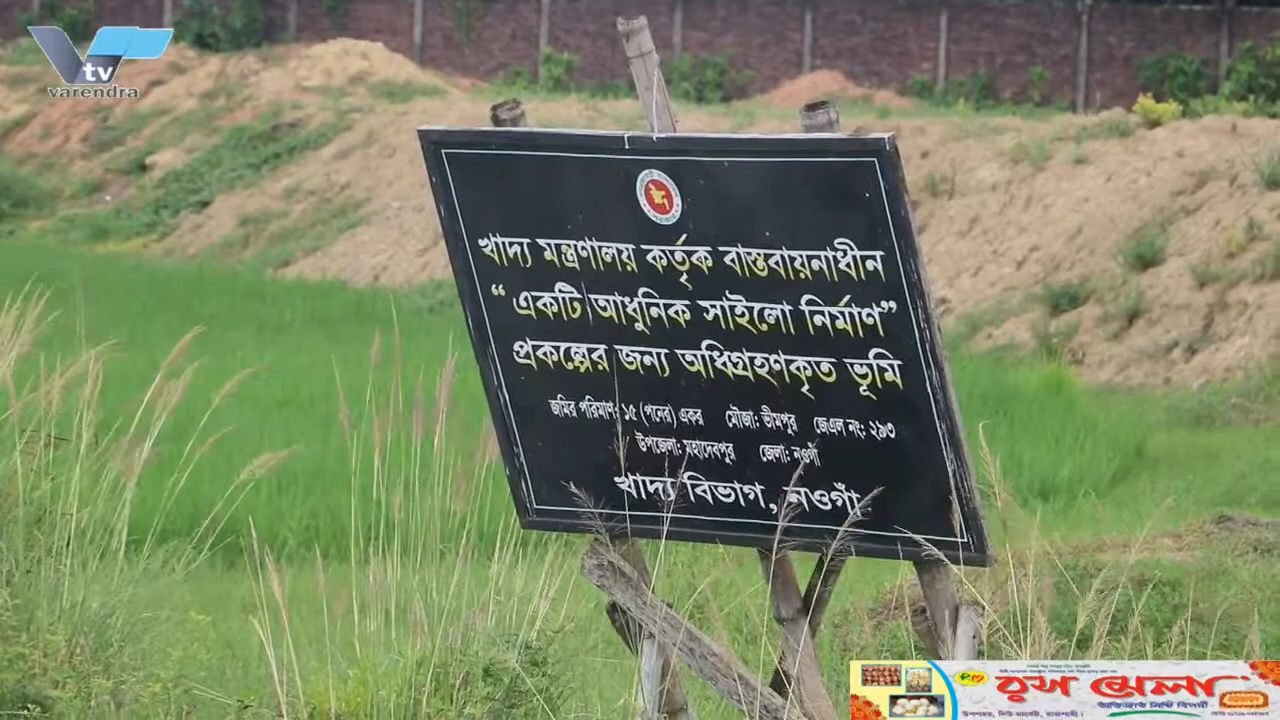 tv
varendra
খাদ্য মন্ত্রণালয় কর্তৃক বাস্তবায়নাধীন
“ একটি আধুনিক সাইলো নির্মাণ”
প্রকল্পের জন্য অধিগ্রহণকৃত ভূমি
জমির পরিমাণ: ১৫ (পনের) একর মৌজা: ভীমপুর জেএল নং: ২৯৩
উপজেলা: মহাদেবপুর জেলা: নওগাঁ
খাদ্য বিভাগ, নওগাঁ
রস মেলা